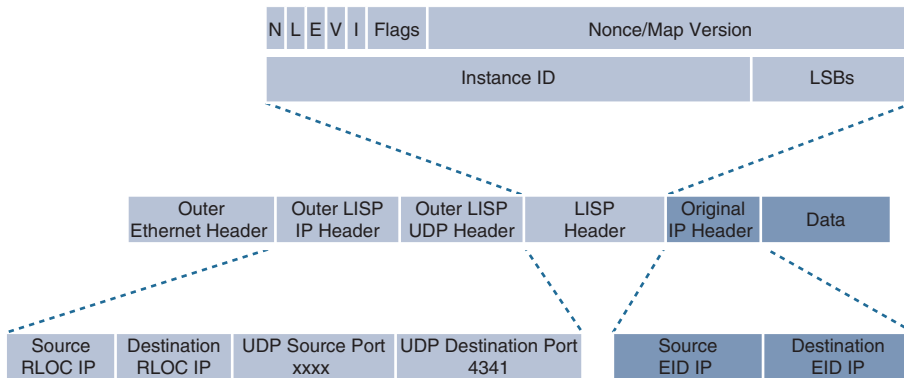 N L E V I Flags Nonce/Map Version
Instance ID LSBs
Outer
Ethernet Header
Outer LISP
IP Header
Outer LISP
UDP Header
LISP
Header
Original
IP Header
Data
Source
RLOC IP
Destination
RLOC IP
UDP Source Port
xxxx
UDP Destination Port
4341
Source
EID IP
Destination
EID IP